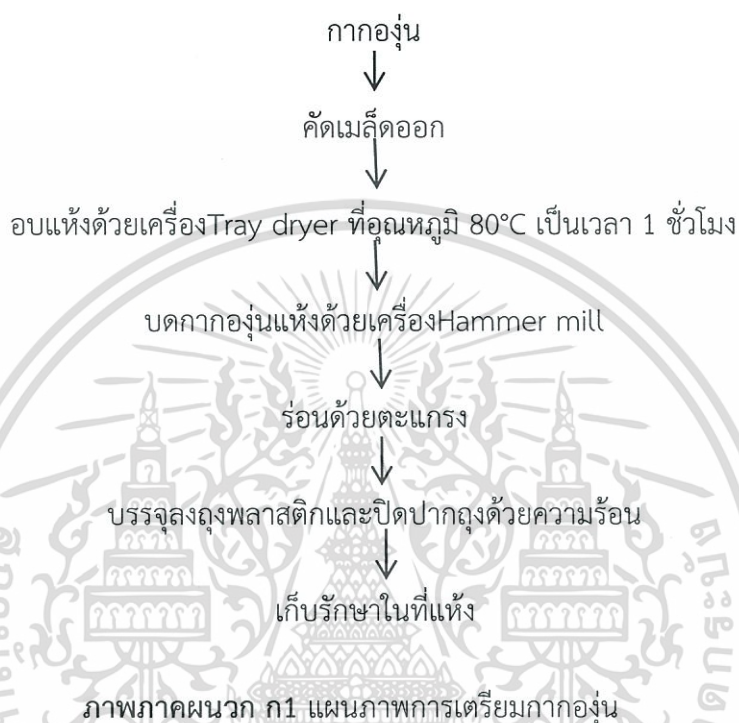 กากองุ่น
คัดเมล็ดออก
อบแห้งด้วยเครื่องTray dryer ที่อุณหภูมิ 80°C เป็นเวลา 1 ชั่วโมง
บดกากองุ่นแห้งด้วยเครื่องHammer mill
ร่อนด้วยตะแกรง
บรรจุลงถุงพลาสติกและปิดปากถุงด้วยความร้อน
เก็บรักษาในที่แห้ง
ภาพภาคผนวก ก1 แผนภาพการเตรียมกากองุ่น